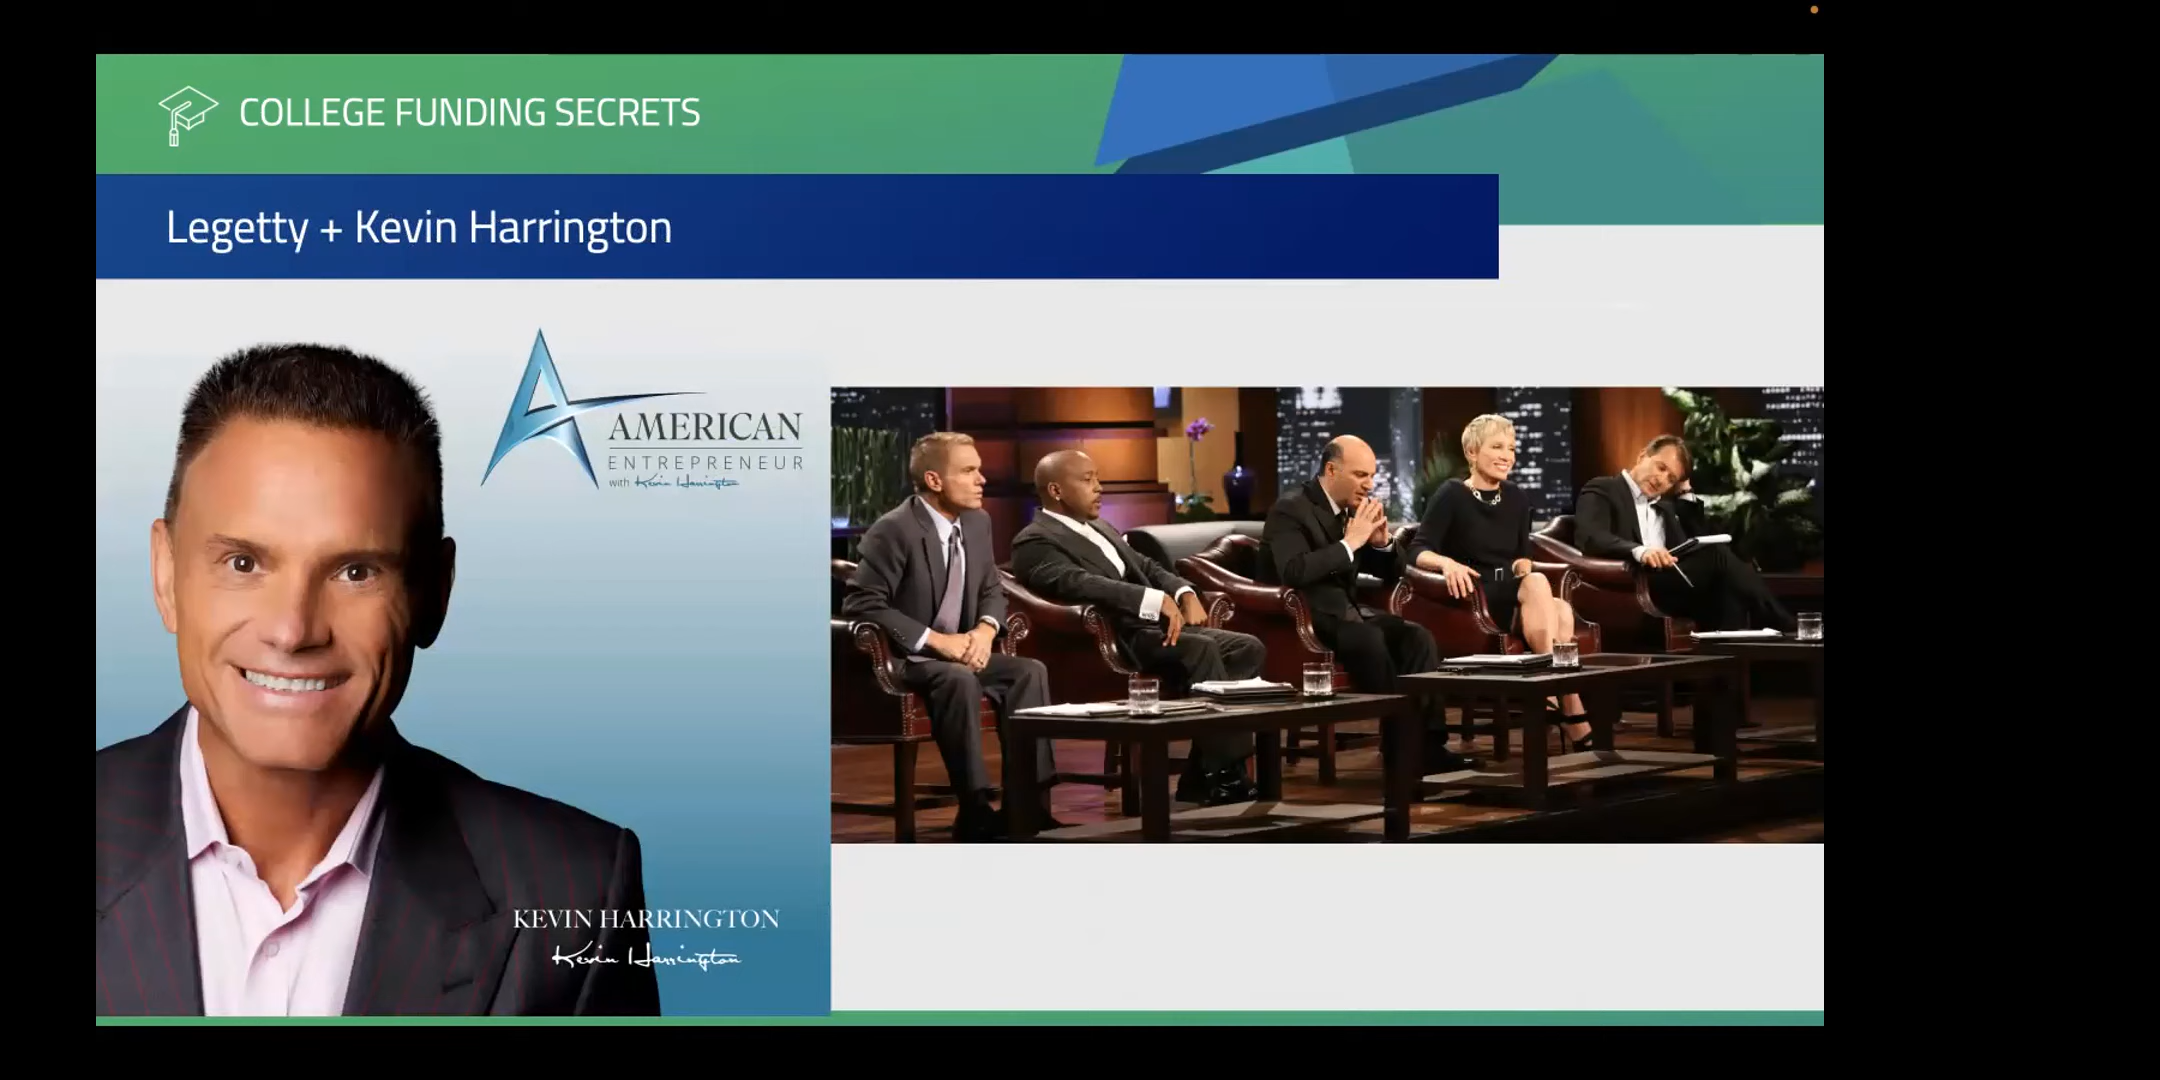 COLLEGE FUNDING SECRETS
Legetty + Kevin Harrington
AMERICAN
ENTREPRENEUR
with Kevin Harrington
KEVIN HARRINGTON
Kevin Harrington